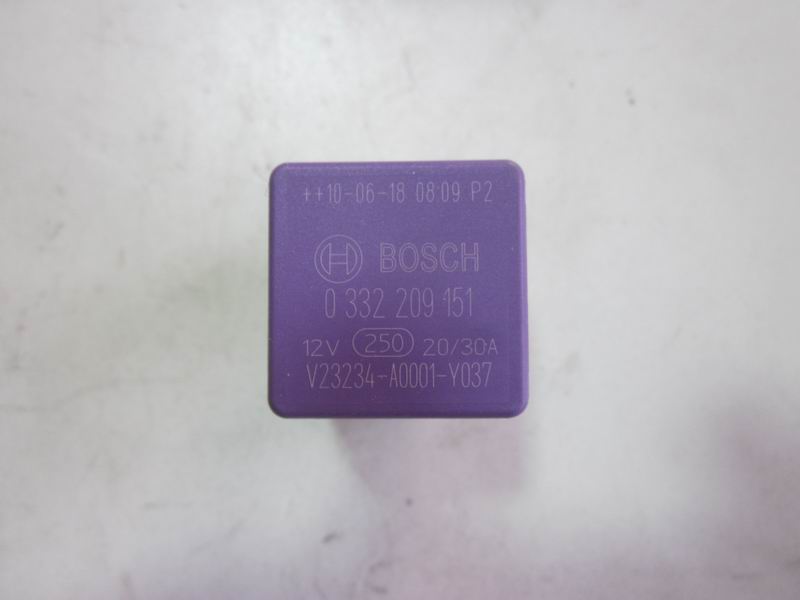 ++10-06-18 08:09 P2
BOSCH
0 332 209 151
12V 250 20/30A
V23234-A0001-Y037